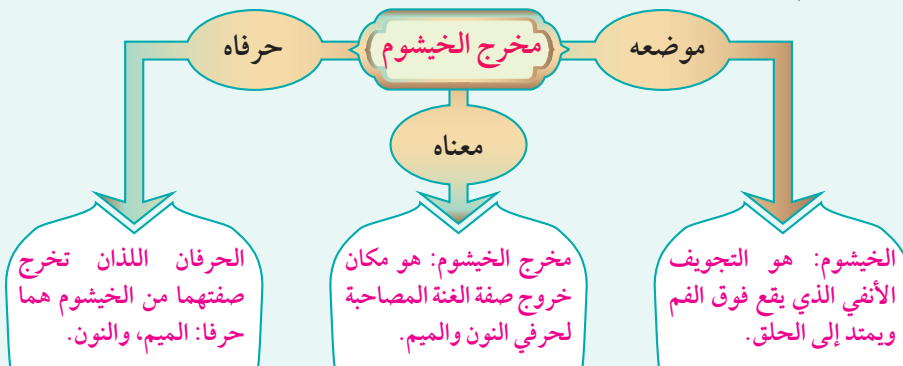 مخرج الخيشوم
موضعه
معناه
حرفاه
الخيشوم: هو التجويف
الأنفي الذي يقع فوق الفم
ويمتد إلى الحلق.
مخرج الخيشوم: هو مكان
خروج صفة الغنة المصاحبة
لحرفي النون والميم.
الحرفان اللذان تخرج
صفتهما من الخيشوم هما
حرفا: الميم، والنون.